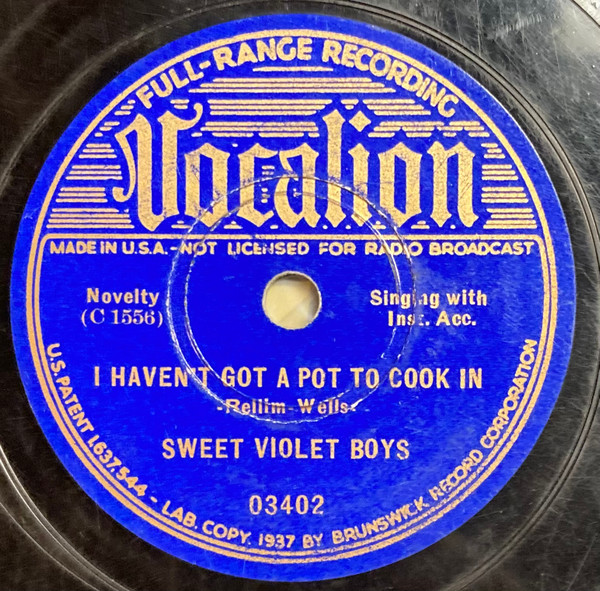 FULL-RANGE RECORDING
Vocalion
MADE IN U.S.A.-NOT LICENSED FOR RADIO BROADCAST
Novelty
(C 1556)
Singing with
Inst. Acc.
I HAVEN'T GOT A POT TO COOK IN
-Rellim-Wells-
SWEET VIOLET BOYS
03402
U.S. PATENT 1,637,544 - LAB. COPY. 1937 BY BRUNSWICK RECORD CORPORATION